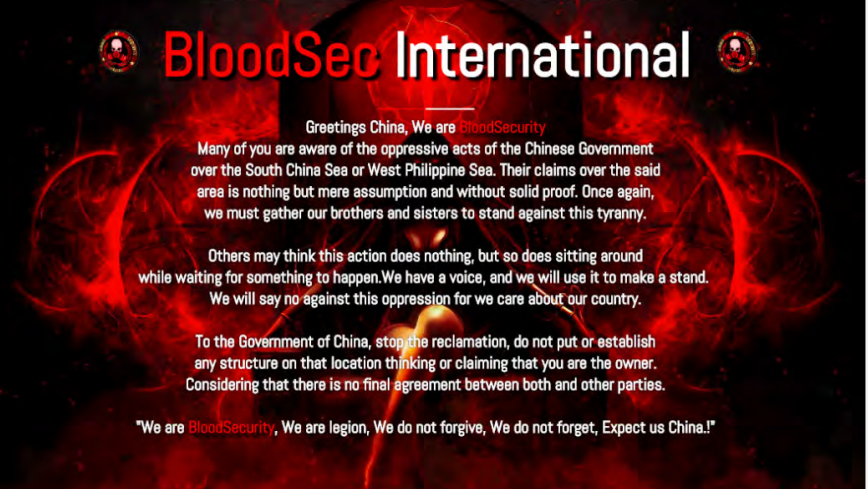 BloodSec International
Greetings China, We are BloodSecurity
Many of you are aware of the oppressive acts of the Chinese Government
over the South China Sea or West Philippine Sea. Their claims over the said
area is nothing but mere assumption and without solid proof. Once again,
we must gather our brothers and sisters to stand against this tyranny.
Others may think this action does nothing, but so does sitting around
while waiting for something to happen.We have a voice, and we will use it to make a stand.
We will say no against this oppression for we care about our country.
To the Government of China, stop the reclamation, do not put or establish
any structure on that location thinking or claiming that you are the owner.
Considering that there is no final agreement between both and other parties.
"We are BloodSecurity, We are legion, We do not forgive, We do not forget, Expect us China.!"